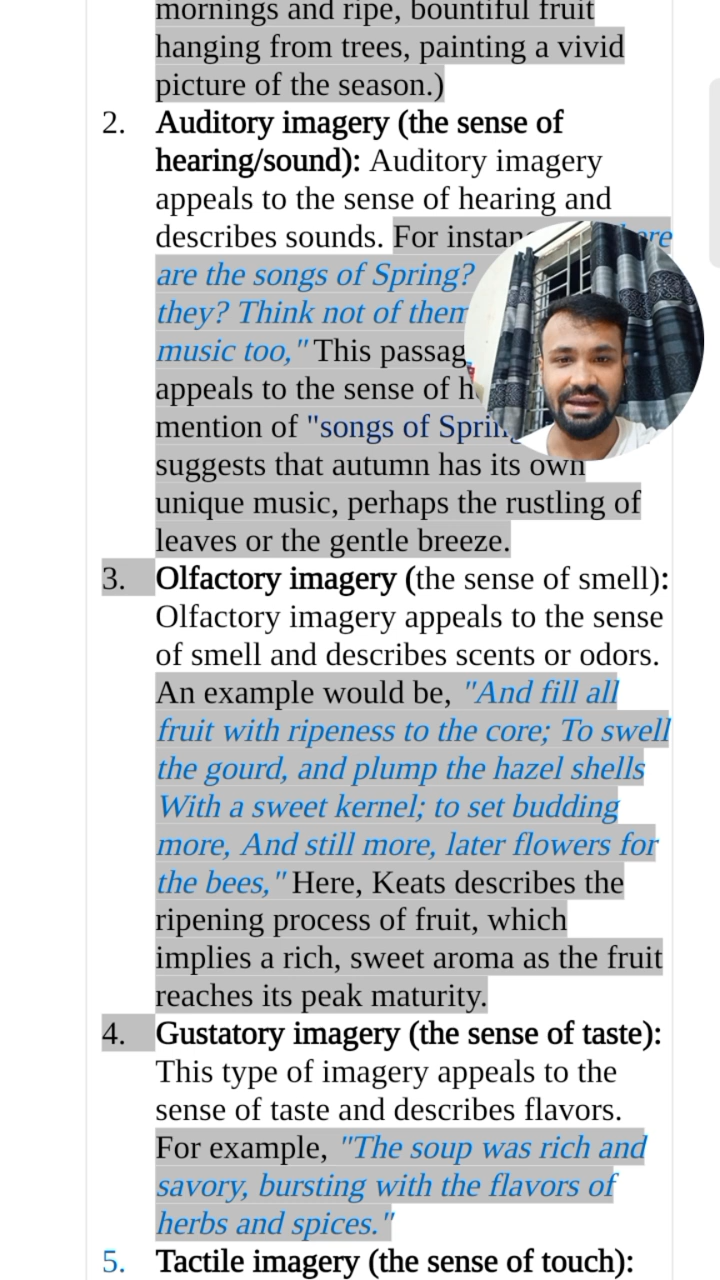 mornings and ripe, bountiful fruit
hanging from trees, painting a vivid
picture of the season.)
2. Auditory imagery (the sense of
hearing/sound): Auditory imagery
appeals to the sense of hearing and
describes sounds. For
are the songs of Spring?
they? Think not of them
music too," This
appeals to the sense of
mention of "songs of
suggests that autumn has its own
unique music, perhaps the rustling of
leaves or the gentle breeze.
3. Olfactory imagery (the sense of smell):
Olfactory imagery appeals to the sense
of smell and describes scents or odors.
An example would be, "And fill all
fruit with ripeness to the core; To swell
the gourd, and plump the hazel shells
With a sweet kernel; to set budding
more, And still more, later flowers for
the bees," Here, Keats describes the
ripening process of fruit, which
implies a rich, sweet aroma as the fruit
reaches its peak maturity.
4. Gustatory imagery (the sense of taste):
This type of imagery appeals to the
sense of taste and describes flavors.
For example, "The soup was rich and
savory, bursting with the flavors of
herbs and spices."
5. Tactile imagery (the sense of touch):